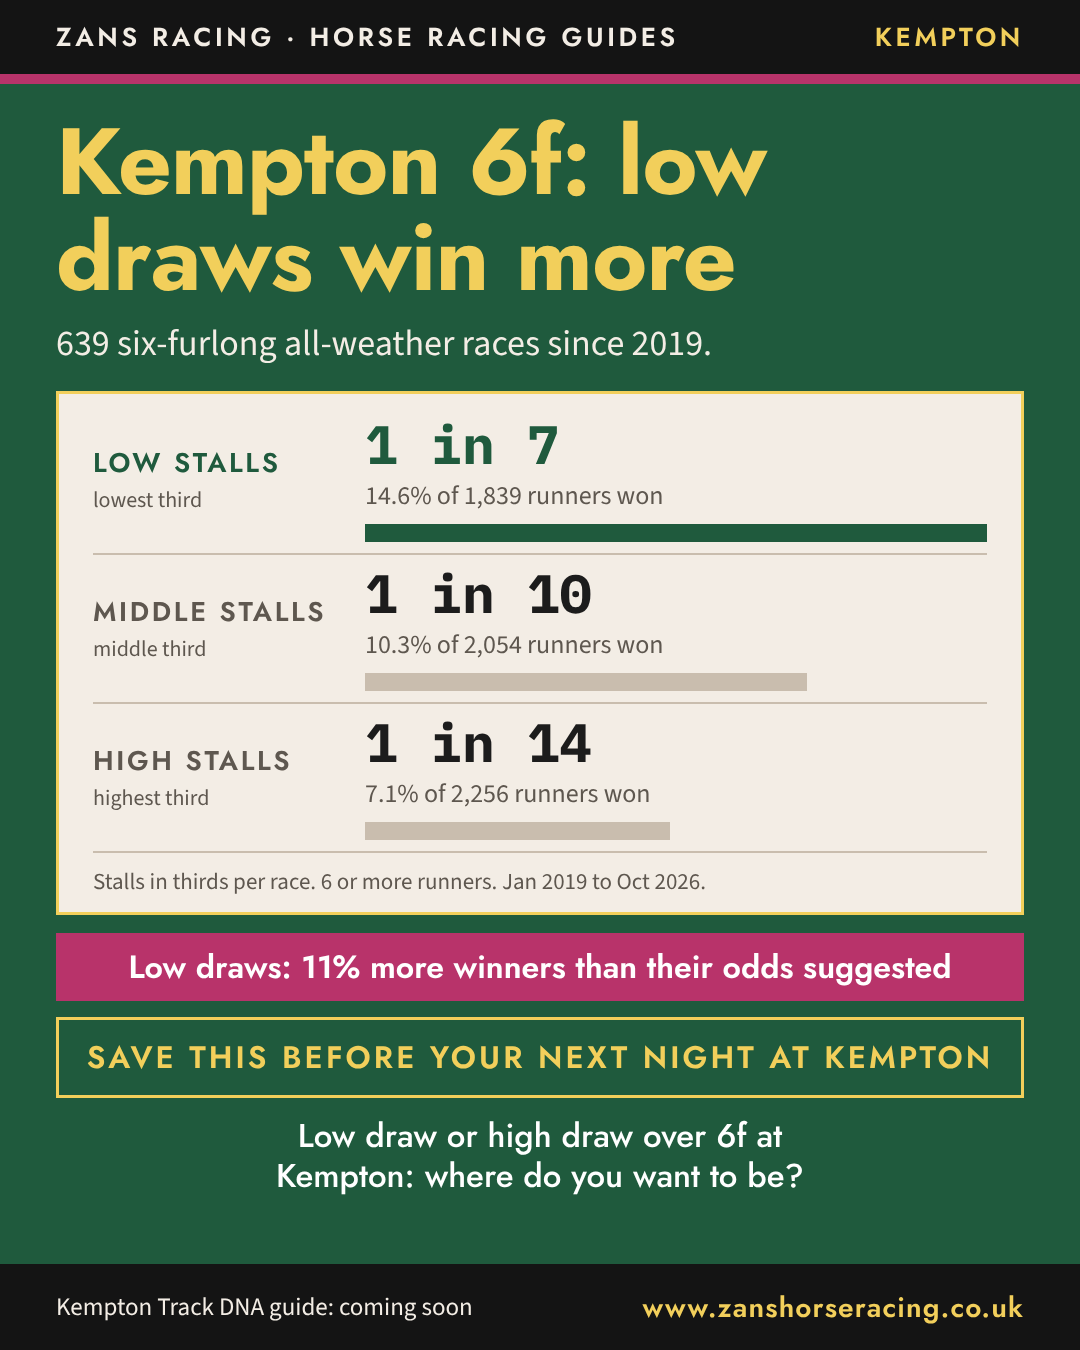 ZANS RACING · HORSE RACING GUIDES
KEMPTON
Kempton 6f: low
draws win more
639 six-furlong all-weather races since 2019.
LOW STALLS
lowest third
1 in 7
14.6% of 1,839 runners won
MIDDLE STALLS
middle third
1 in 10
10.3% of 2,054 runners won
HIGH STALLS
highest third
1 in 14
7.1% of 2,256 runners won
Stalls in thirds per race. 6 or more runners. Jan 2019 to Oct 2026.
Low draws: 11% more winners than their odds suggested
SAVE THIS BEFORE YOUR NEXT NIGHT AT KEMPTON
Low draw or high draw over 6f at
Kempton: where do you want to be?
Kempton Track DNA guide: coming soon
www.zanshorseracing.co.uk